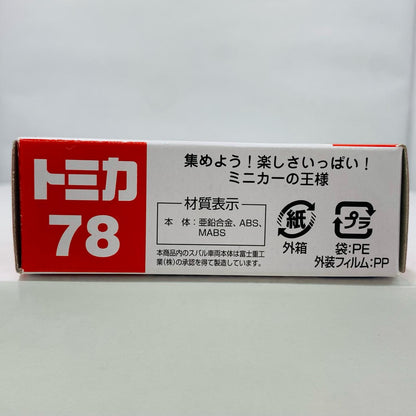 トミカ
78
集めよう！楽しさいっぱい！
ミニカーの王様
材質表示
本 体：亜鉛合金、ABS、
MABS
本商品内のスバル車両本体は富士重工
業(株)の承認を得て製造しています。
紙
外箱
プラ
袋:PE
外装フィルム:PP